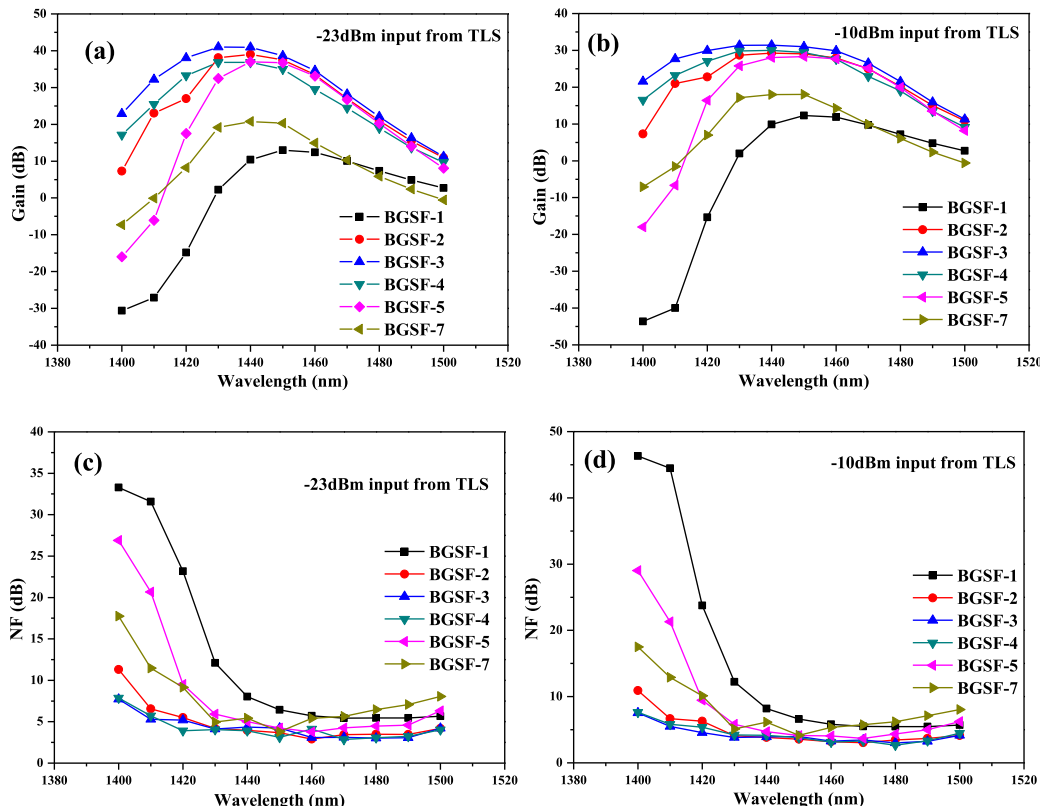 (a)
-23dBm input from TLS
Gain (dB)
50
40
30
20
10
0
-10
-20
-30
-40
BGSF-1
BGSF-2
BGSF-3
BGSF-4
BGSF-5
BGSF-7
1380 1400 1420 1440 1460 1480 1500 1520
Wavelength (nm)
(b)
-10dBm input from TLS
Gain (dB)
40
30
20
10
0
-10
-20
-30
-40
-50
BGSF-1
BGSF-2
BGSF-3
BGSF-4
BGSF-5
BGSF-7
1380 1400 1420 1440 1460 1480 1500 1520
Wavelength (nm)
(c)
-23dBm input from TLS
NF (dB)
40
35
30
25
20
15
10
5
0
BGSF-1
BGSF-2
BGSF-3
BGSF-4
BGSF-5
BGSF-7
1380 1400 1420 1440 1460 1480 1500 1520
Wavelength (nm)
(d)
-10dBm input from TLS
NF (dB)
50
40
30
20
10
0
BGSF-1
BGSF-2
BGSF-3
BGSF-4
BGSF-5
BGSF-7
1380 1400 1420 1440 1460 1480 1500 1520
Wavelength (nm)